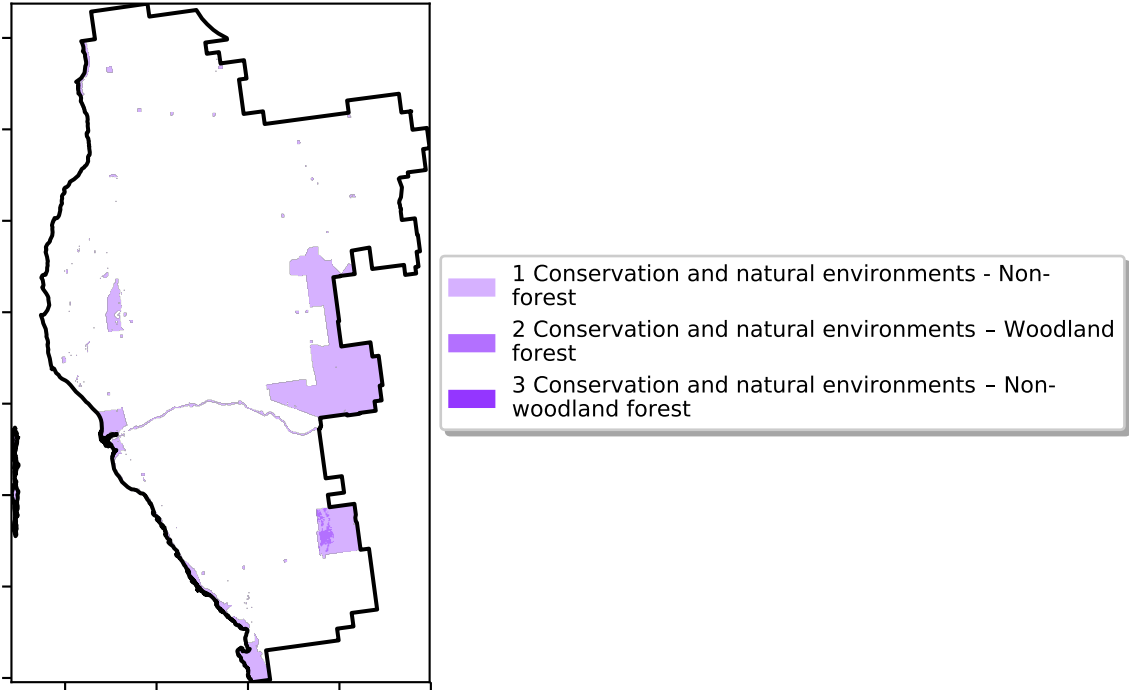 1 Conservation and natural environments - Non-
forest
2 Conservation and natural environments – Woodland
forest
3 Conservation and natural environments – Non-
woodland forest